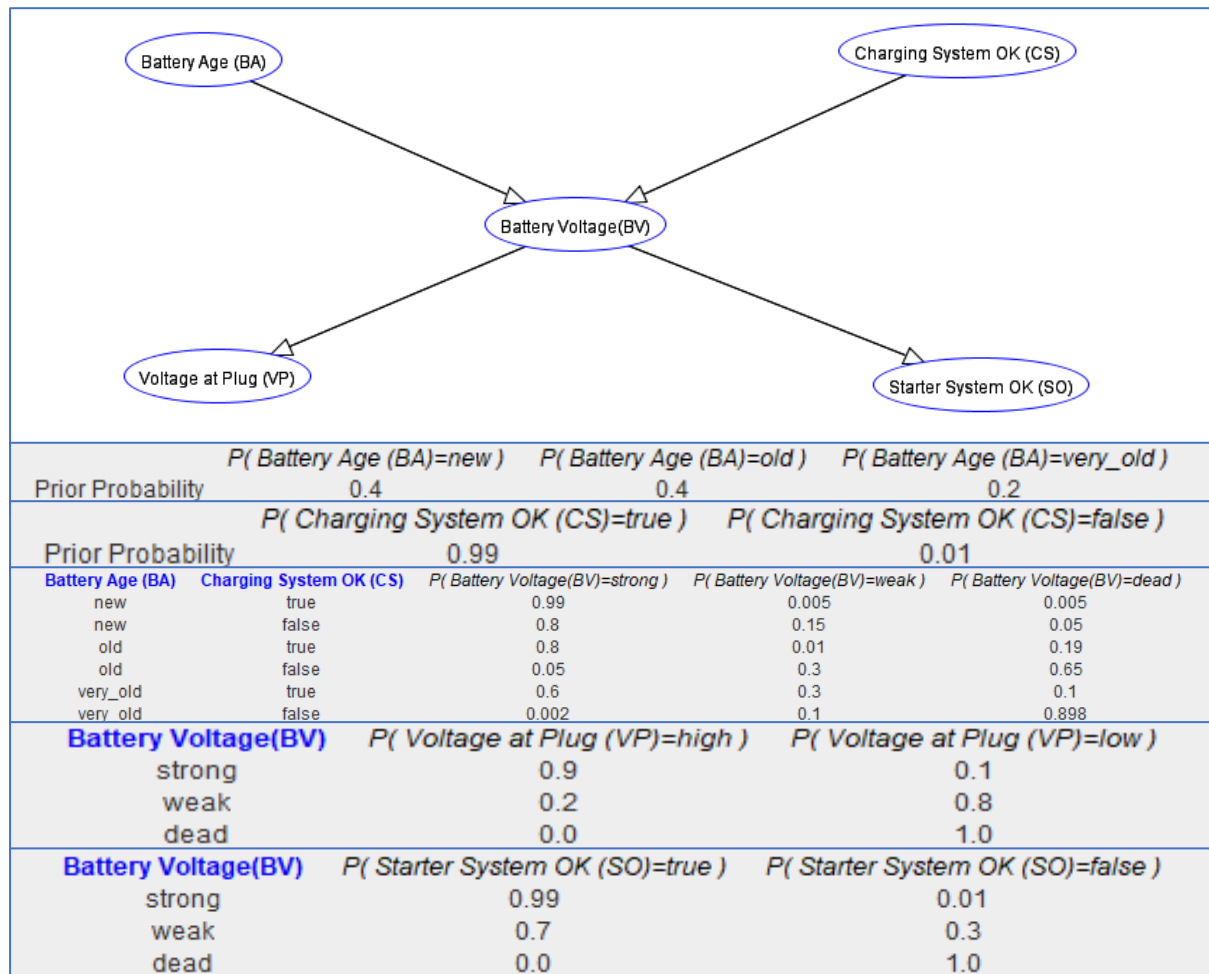 Battery Age (BA)
Charging System OK (CS)
Battery Voltage(BV)
Voltage at Plug (VP)
Starter System OK (SO)
P( Battery Age (BA)=new ) P( Battery Age (BA)=old ) P( Battery Age (BA)=very_old )
Prior Probability 0.4 0.4 0.2
P( Charging System OK (CS)=true ) P( Charging System OK (CS)=false )
Prior Probability 0.99 0.01
Battery Age (BA) Charging System OK (CS) P( Battery Voltage(BV)=strong ) P( Battery Voltage(BV)=weak ) P( Battery Voltage(BV)=dead )
new true 0.99 0.005 0.005
new false 0.8 0.15 0.05
old true 0.8 0.01 0.19
old false 0.05 0.3 0.65
very_old true 0.6 0.3 0.1
very_old false 0.002 0.1 0.898
Battery Voltage(BV) P( Voltage at Plug (VP)=high ) P( Voltage at Plug (VP)=low )
strong 0.9 0.1
weak 0.2 0.8
dead 0.0 1.0
Battery Voltage(BV) P( Starter System OK (SO)=true ) P( Starter System OK (SO)=false )
strong 0.99 0.01
weak 0.7 0.3
dead 0.0 1.0